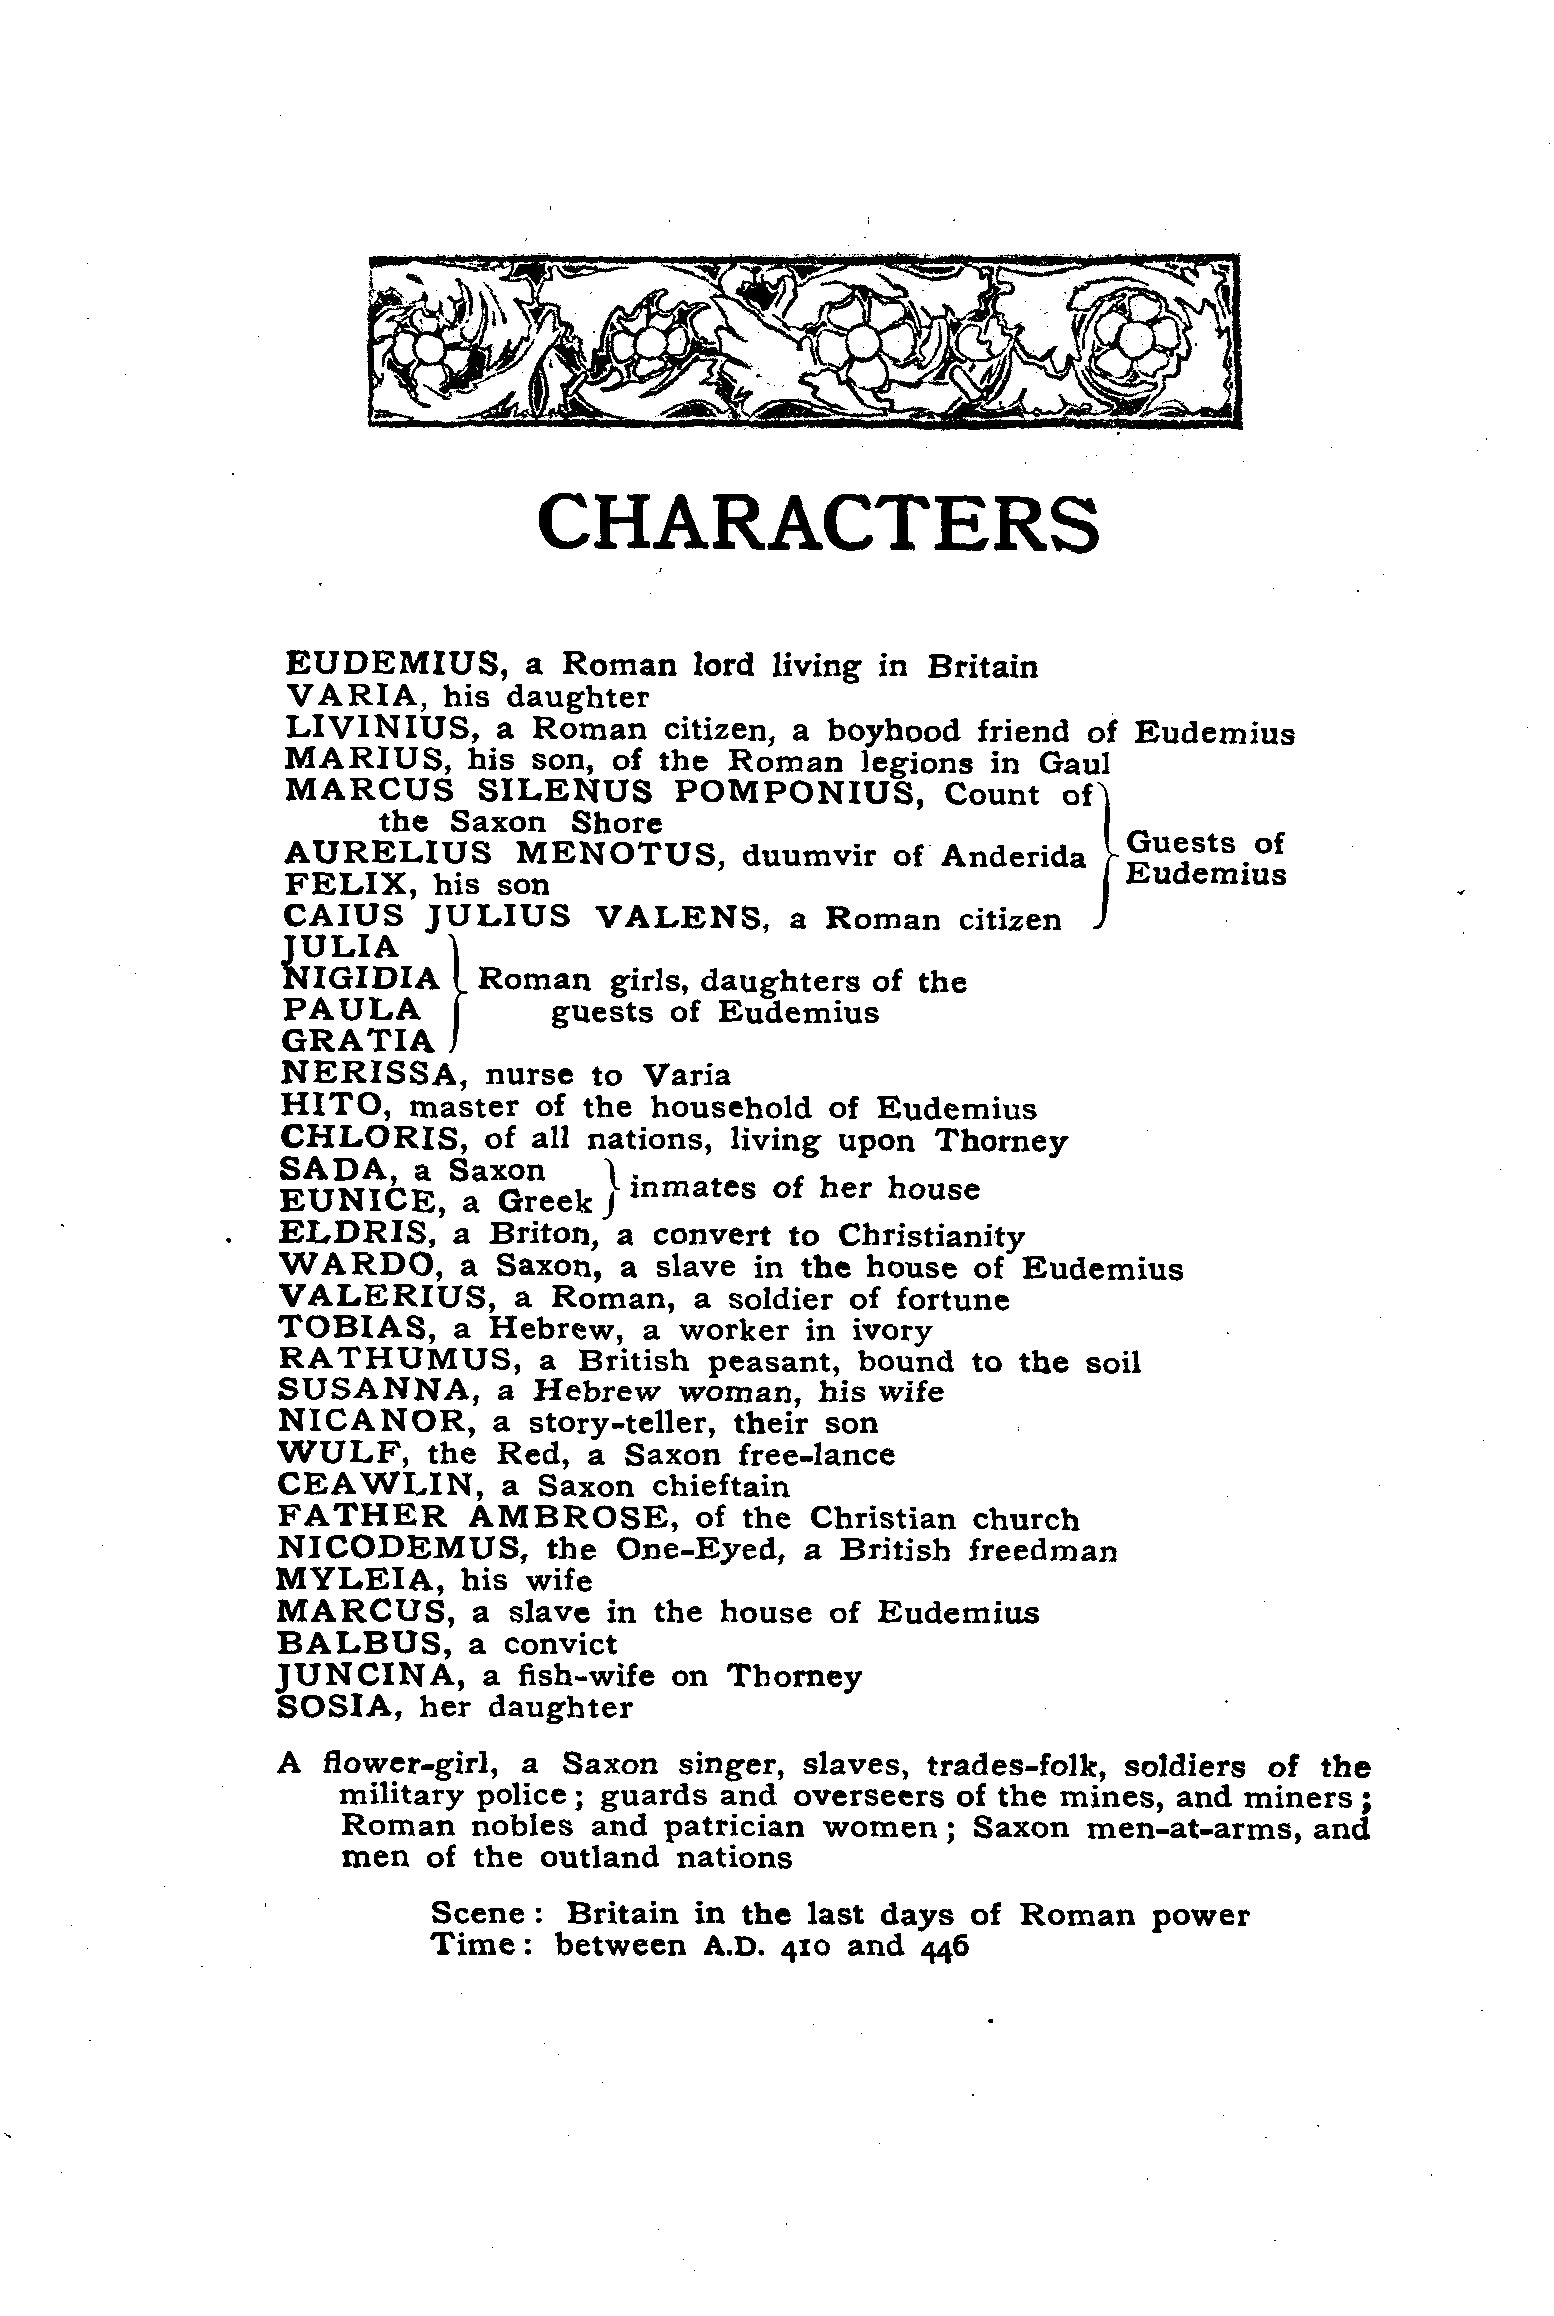 CHARACTERS
EUDEMIUS, a Roman lord living in Britain
VARIA, his daughter
LIVINIUS, a Roman citizen, a boyhood friend of Eudemius
MARIUS, his son, of the Roman legions in Gaul
MARCUS SILENUS POMPONIUS, Count of
the Saxon Shore
AURELIUS MENOTUS, duumvir of Anderida
FELIX, his son
CAIUS JULIUS VALENS, a Roman citizen
Guests of
Eudemius
JULIA
NIGIDIA
PAULA
GRATIA
Roman girls, daughters of the
guests of Eudemius
NERISSA, nurse to Varia
HITO, master of the household of Eudemius
CHLORIS, of all nations, living upon Thorney
SADA, a Saxon
EUNICE, a Greek
inmates of her house
ELDRIS, a Briton, a convert to Christianity
WARDO, a Saxon, a slave in the house of Eudemius
VALERIUS, a Roman, a soldier of fortune
TOBIAS, a Hebrew, a worker in ivory
RATHUMUS, a British peasant, bound to the soil
SUSANNA, a Hebrew woman, his wife
NICANOR, a story-teller, their son
WULF, the Red, a Saxon free-lance
CEAWLIN, a Saxon chieftain
FATHER AMBROSE, of the Christian church
NICODEMUS, the One-Eyed, a British freedman
MYLEIA, his wife
MARCUS, a slave in the house of Eudemius
BALBUS, a convict
JUNCINA, a fish-wife on Thorney
SOSIA, her daughter
A flower-girl, a Saxon singer, slaves, trades-folk, soldiers of the
military police; guards and overseers of the mines, and miners;
Roman nobles and patrician women; Saxon men-at-arms, and
men of the outland nations
Scene: Britain in the last days of Roman power
Time: between A.D. 410 and 446